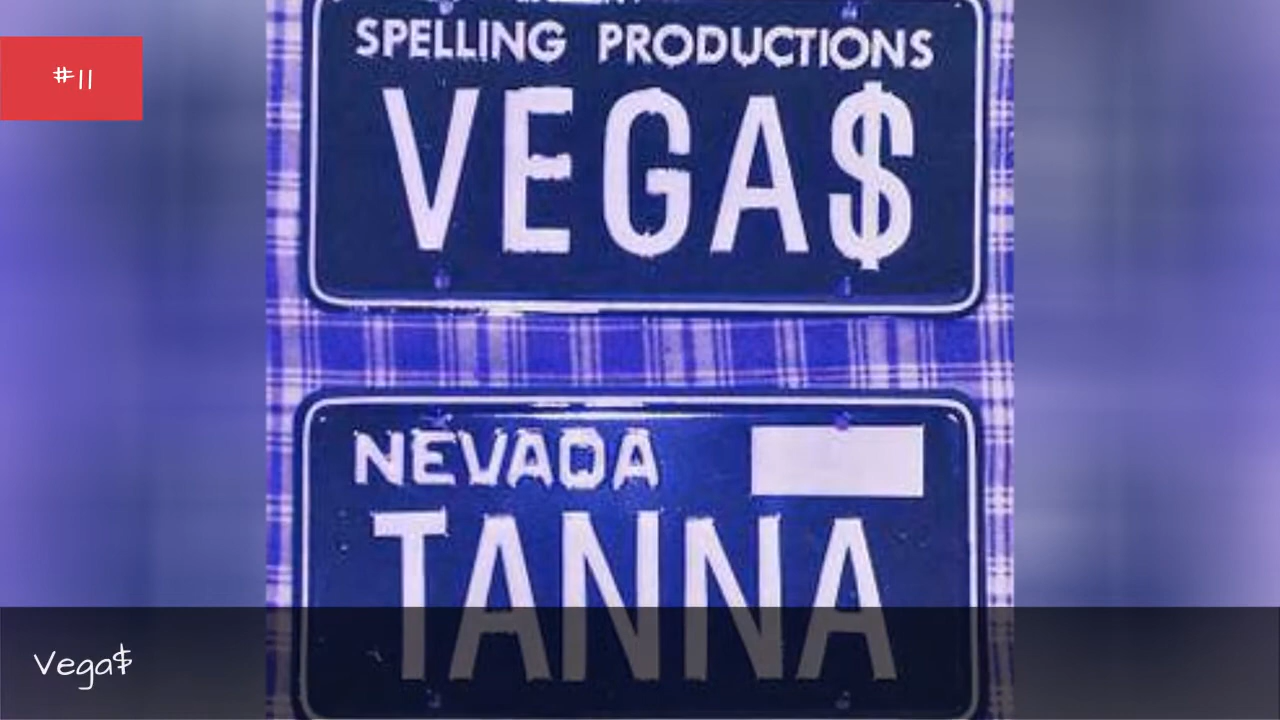 #11
SPELLING PRODUCTIONS
VEGA$
NEVADA
TANNA
Vega$